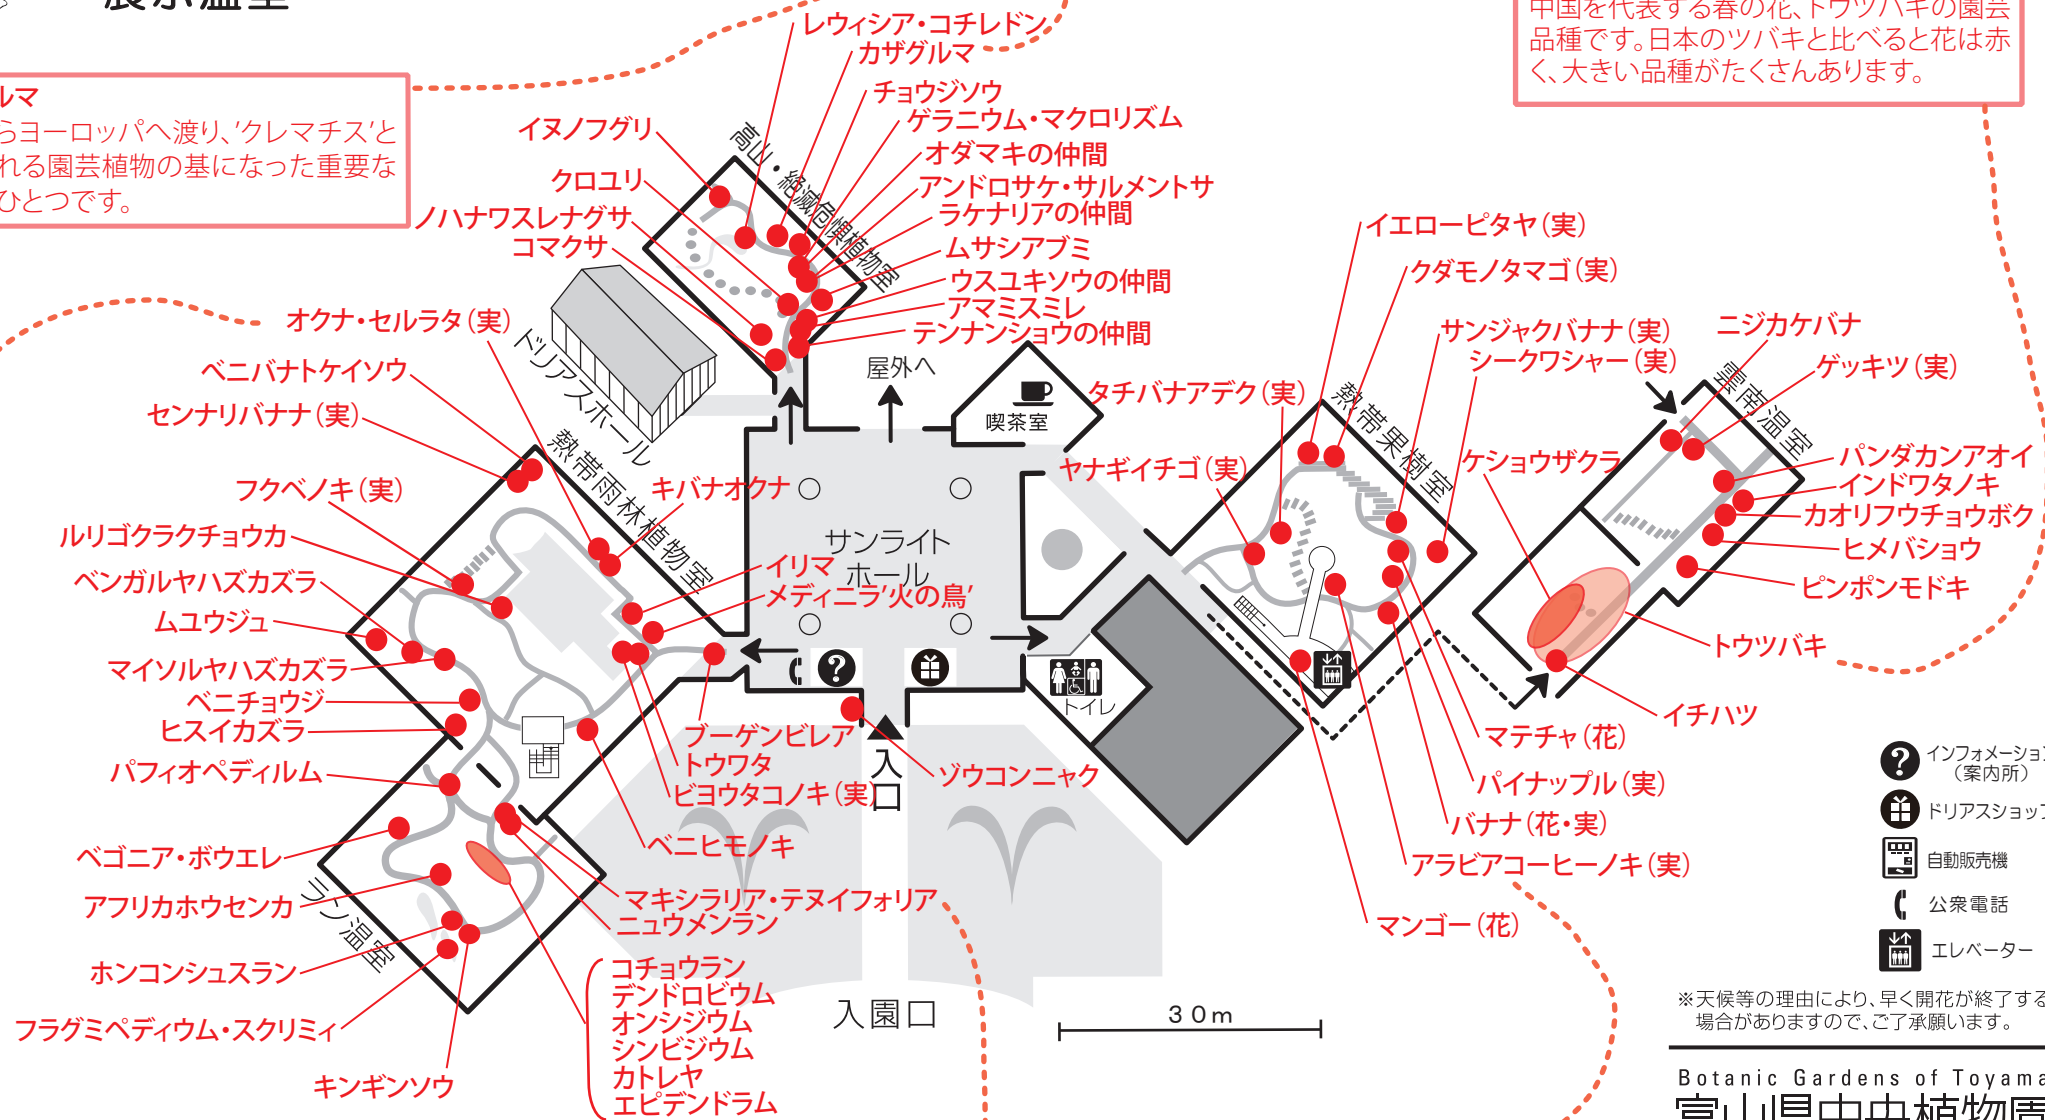 展示温室
中国を代表する春の花、トウツバキの園芸
品種です。日本のツバキと比べると花は赤
く、大きい品種がたくさんあります。
ルマ
らヨーロッパへ渡り、'クレマチス'と
れる園芸植物の基になった重要な
ひとつです。
レウィシア・コチレドン
カザグルマ
チョウジソウ
ゲラニウム・マクロリズム
オダマキの仲間
アンドロサケ・サルメントサ
ラケナリアの仲間
ムサシアブミ
ウスユキソウの仲間
アマミスミレ
テンナンショウの仲間
イヌノフグリ
クロユリ
ノハナワスレナグサ
コマクサ
高山・絶滅危惧植物室
ドリアスホール
屋外へ
喫茶室
オクナ・セルラタ（実）
ベニバナトケイソウ
センナリバナナ（実）
フクベノキ（実）
ルリゴクラクチョウカ
ベンガルヤハズカズラ
ムユウジュ
マイソルヤハズカズラ
ベニチョウジ
ヒスイカズラ
パフィオペディルム
ベゴニア・ボウエレ
アフリカホウセンカ
ホンコンシュスラン
フラグミペディウム・スクリミィ
キンギンソウ
熱帯雨林植物室
キバナオクナ
イリマ
メディニラ'火の鳥'
サンライト
ホール
ブーゲンビレア
トウワタ
ビヨウタコノキ（実）
ベニヒモノキ
マキシラリア・テヌイフォリア
ニュウメンラン
コチョウラン
デンドロビウム
オンシジウム
シンビジウム
カトレヤ
エピデンドラム
ラン温室
入口
ゾウコンニャク
入園口
30m
トイレ
イエローピタヤ（実）
クダモノタマゴ（実）
サンジャクバナナ（実）
シークワシャー（実）
タチバナアデク（実）
ヤナギイチゴ（実）
熱帯果樹室
ケショウザクラ
マテチャ（花）
パイナップル（実）
バナナ（花・実）
アラビアコーヒーノキ（実）
マンゴー（花）
ニジカケバナ
ゲッキツ（実）
雲南温室
パンダカンアオイ
インドワタノキ
カオリフウチョウボク
ヒメバショウ
ピンポンモドキ
トウツバキ
イチハツ
インフォメーション
（案内所）
ドリアスショップ
自動販売機
公衆電話
エレベーター
※天候等の理由により、早く開花が終了する
場合がありますので、ご了承願います。
Botanic Gardens of Toyama
富山県中央植物園